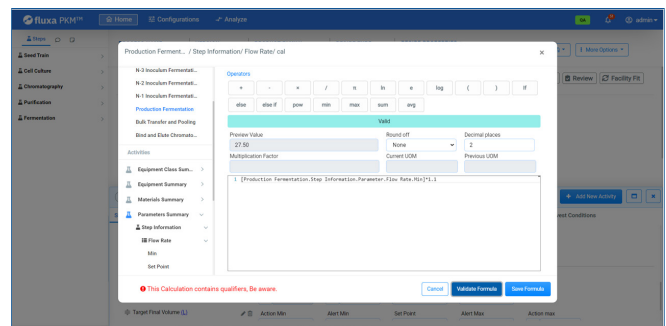 fluxa PKM™
Home
Configurations
Analyze
admin
Steps
Seed Train
Cell Culture
Chromatography
Purification
Fermentation
More Options
Review
Facility Fit
Production Ferment... / Step Information/ Flow Rate/ cal
×
N-3 Inoculum Fermentati...
N-2 Inoculum Fermentati...
N-1 Inoculum Fermentati...
Production Fermentation
Bulk Transfer and Pooling
Bind and Elute Chromato...
Activities
Equipment Class Sum...
Equipment Summary
Materials Summary
Parameters Summary
Step Information
Flow Rate
Min
Set Point
Operators
/ π ln e log ( ) if
else else if pow min max sum avg
Valid
Preview Value Round off Decimal places
27.50 None 2
Multiplication Factor Current UOM Previous UOM
1 [Production Fermentation.Step Information.Parameter.Flow Rate.Min]*1.1
This Calculation contains qualifiers, Be aware.
Cancel Validate Formula Save Formula
+ Add New Activity
est Conditions
Target Final Volume (L) Action Min Alert Min Set Point Alert Max Action max